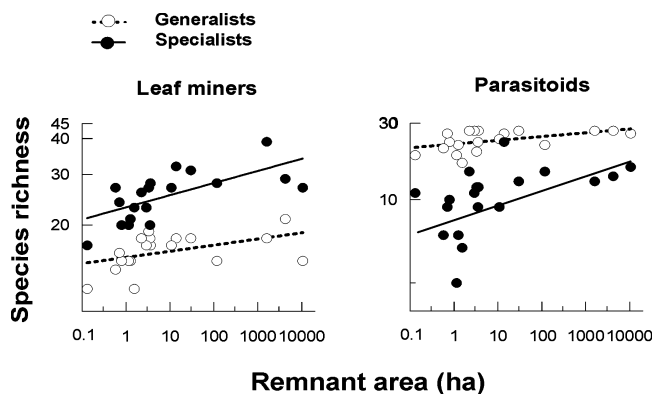 Generalists
Specialists
Leaf miners
Parasitoids
Species richness
45
40
30
20
0.1 1 10 100 1000 10000
30
10
0.1 1 10 100 1000 10000
Remnant area (ha)